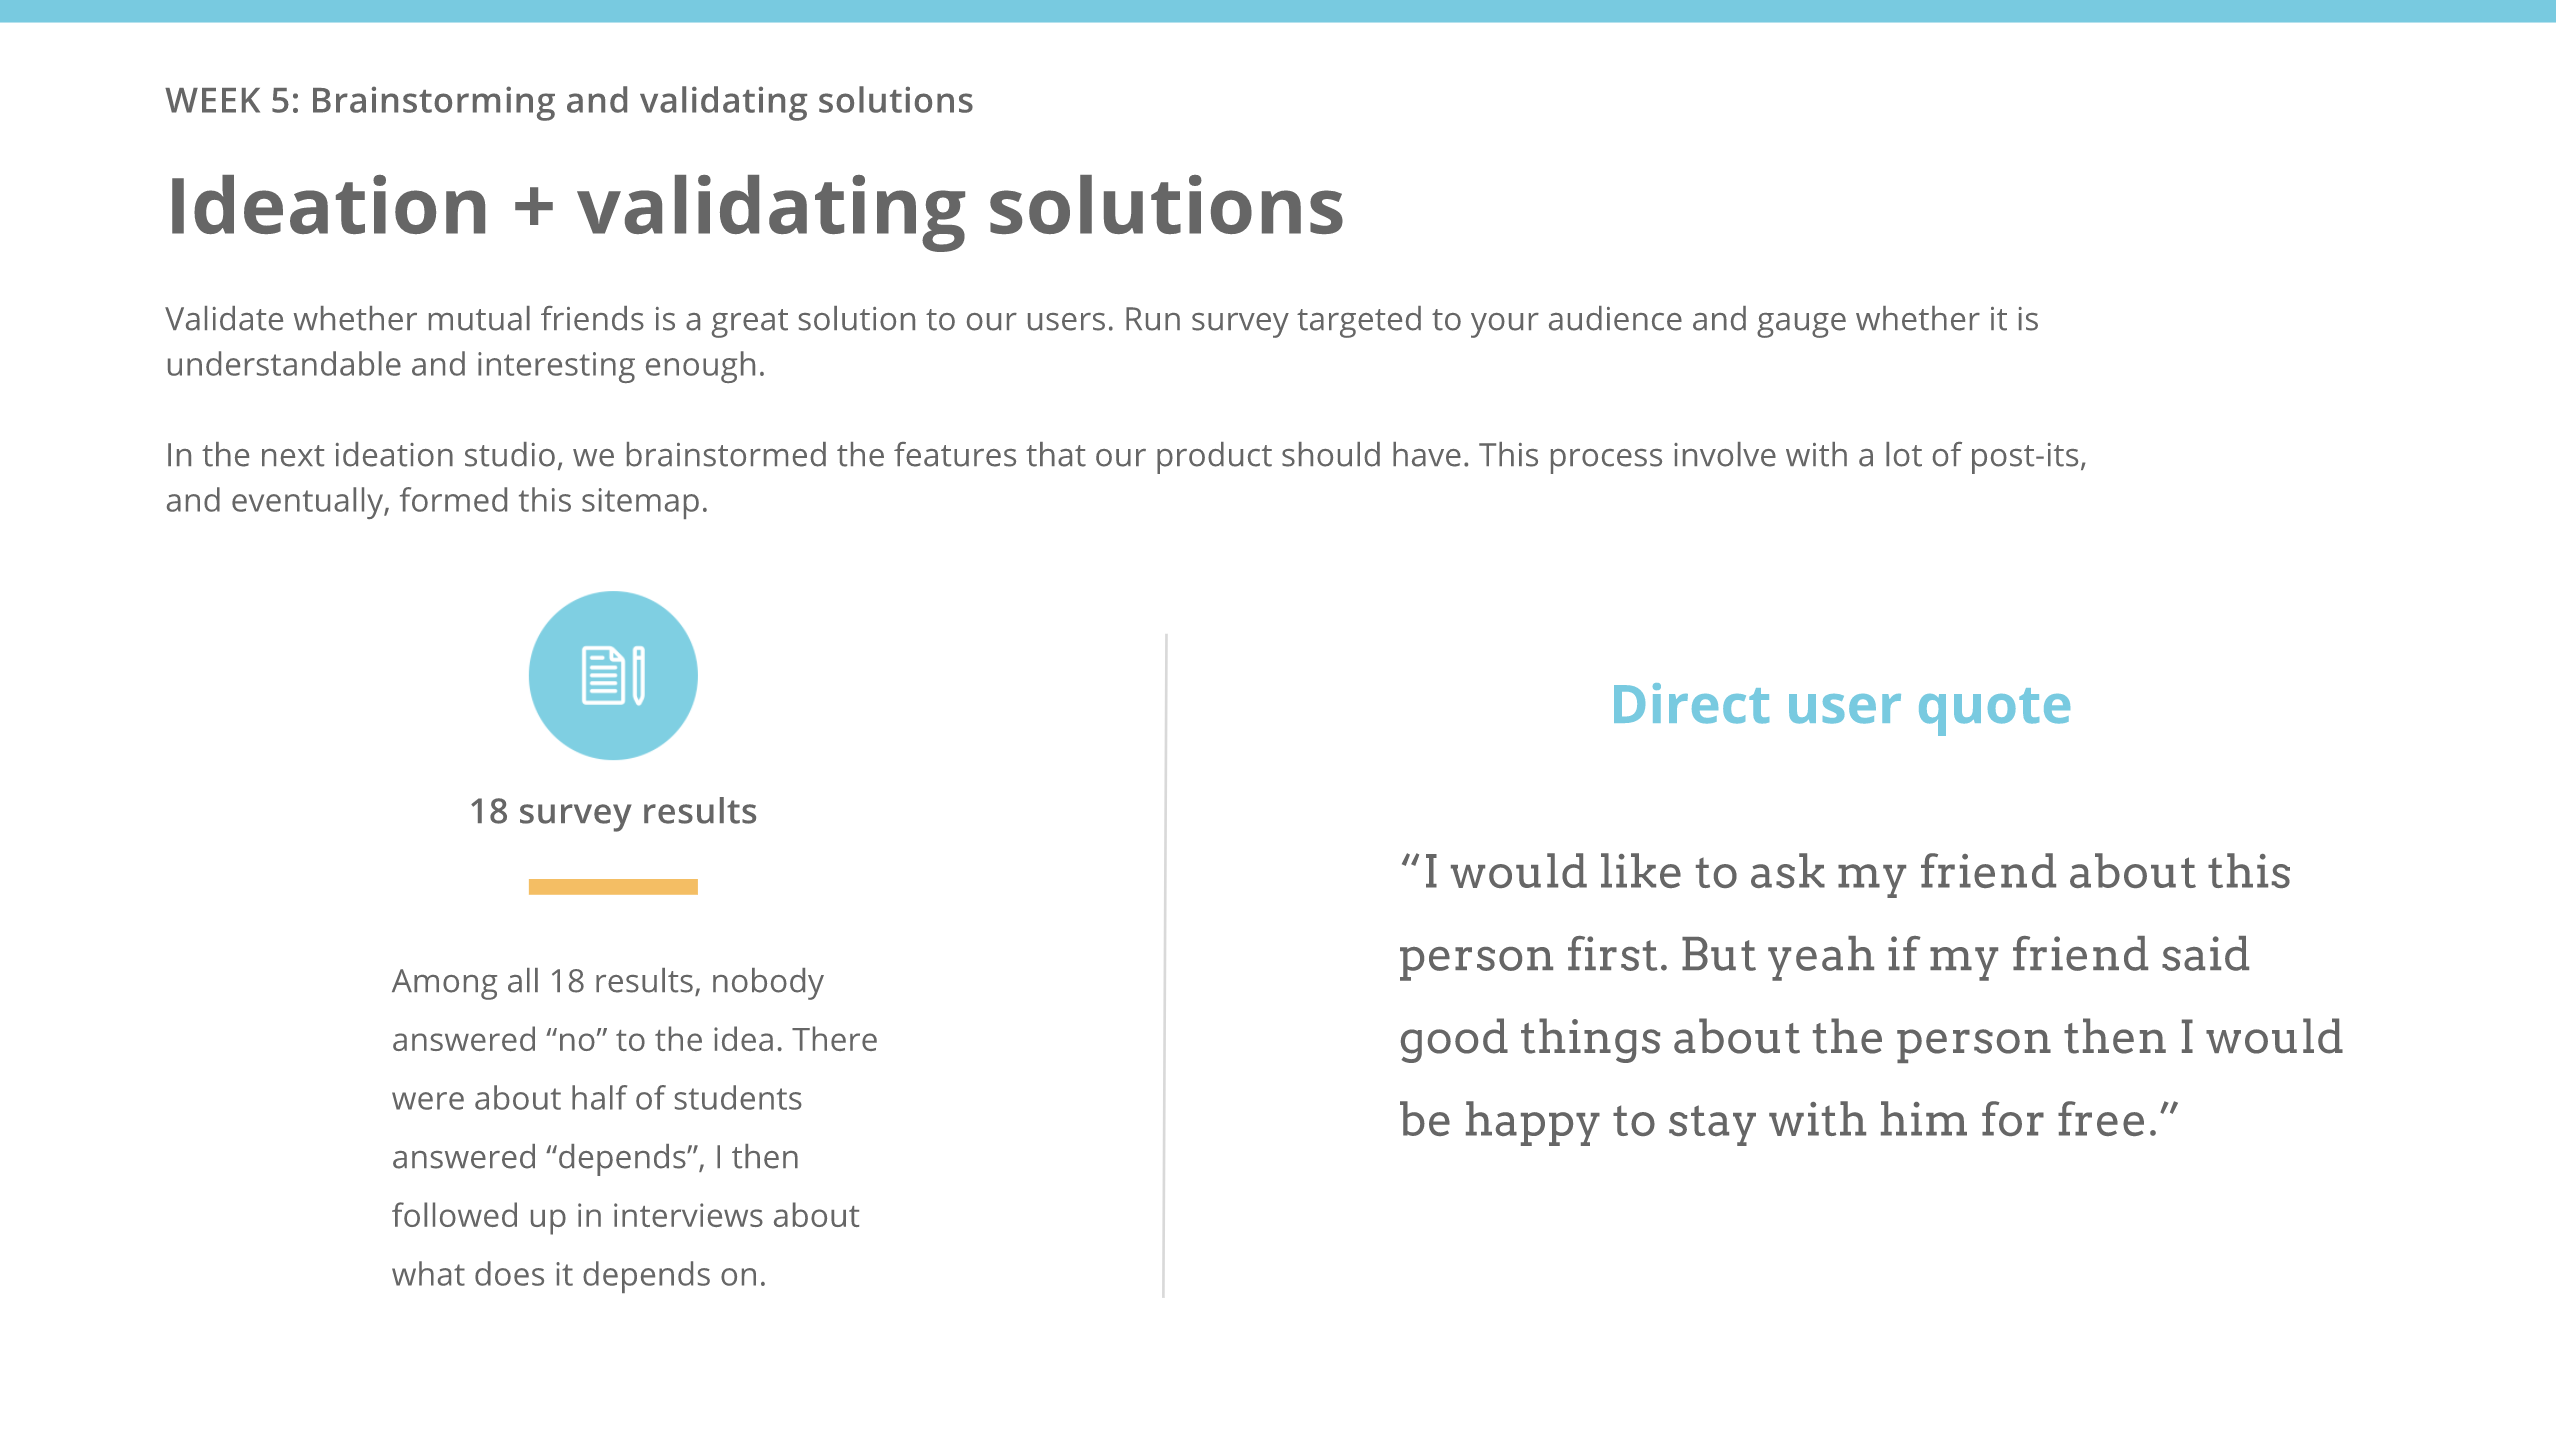 WEEK 5: Brainstorming and validating solutions
Ideation + validating solutions
Validate whether mutual friends is a great solution to our users. Run survey targeted to your audience and gauge whether it is
understandable and interesting enough.
In the next ideation studio, we brainstormed the features that our product should have. This process involve with a lot of post-its,
and eventually, formed this sitemap.
18 survey results
Among all 18 results, nobody
answered “no” to the idea. There
were about half of students
answered “depends”, I then
followed up in interviews about
what does it depends on.
Direct user quote
“I would like to ask my friend about this
person first. But yeah if my friend said
good things about the person then I would
be happy to stay with him for free.”